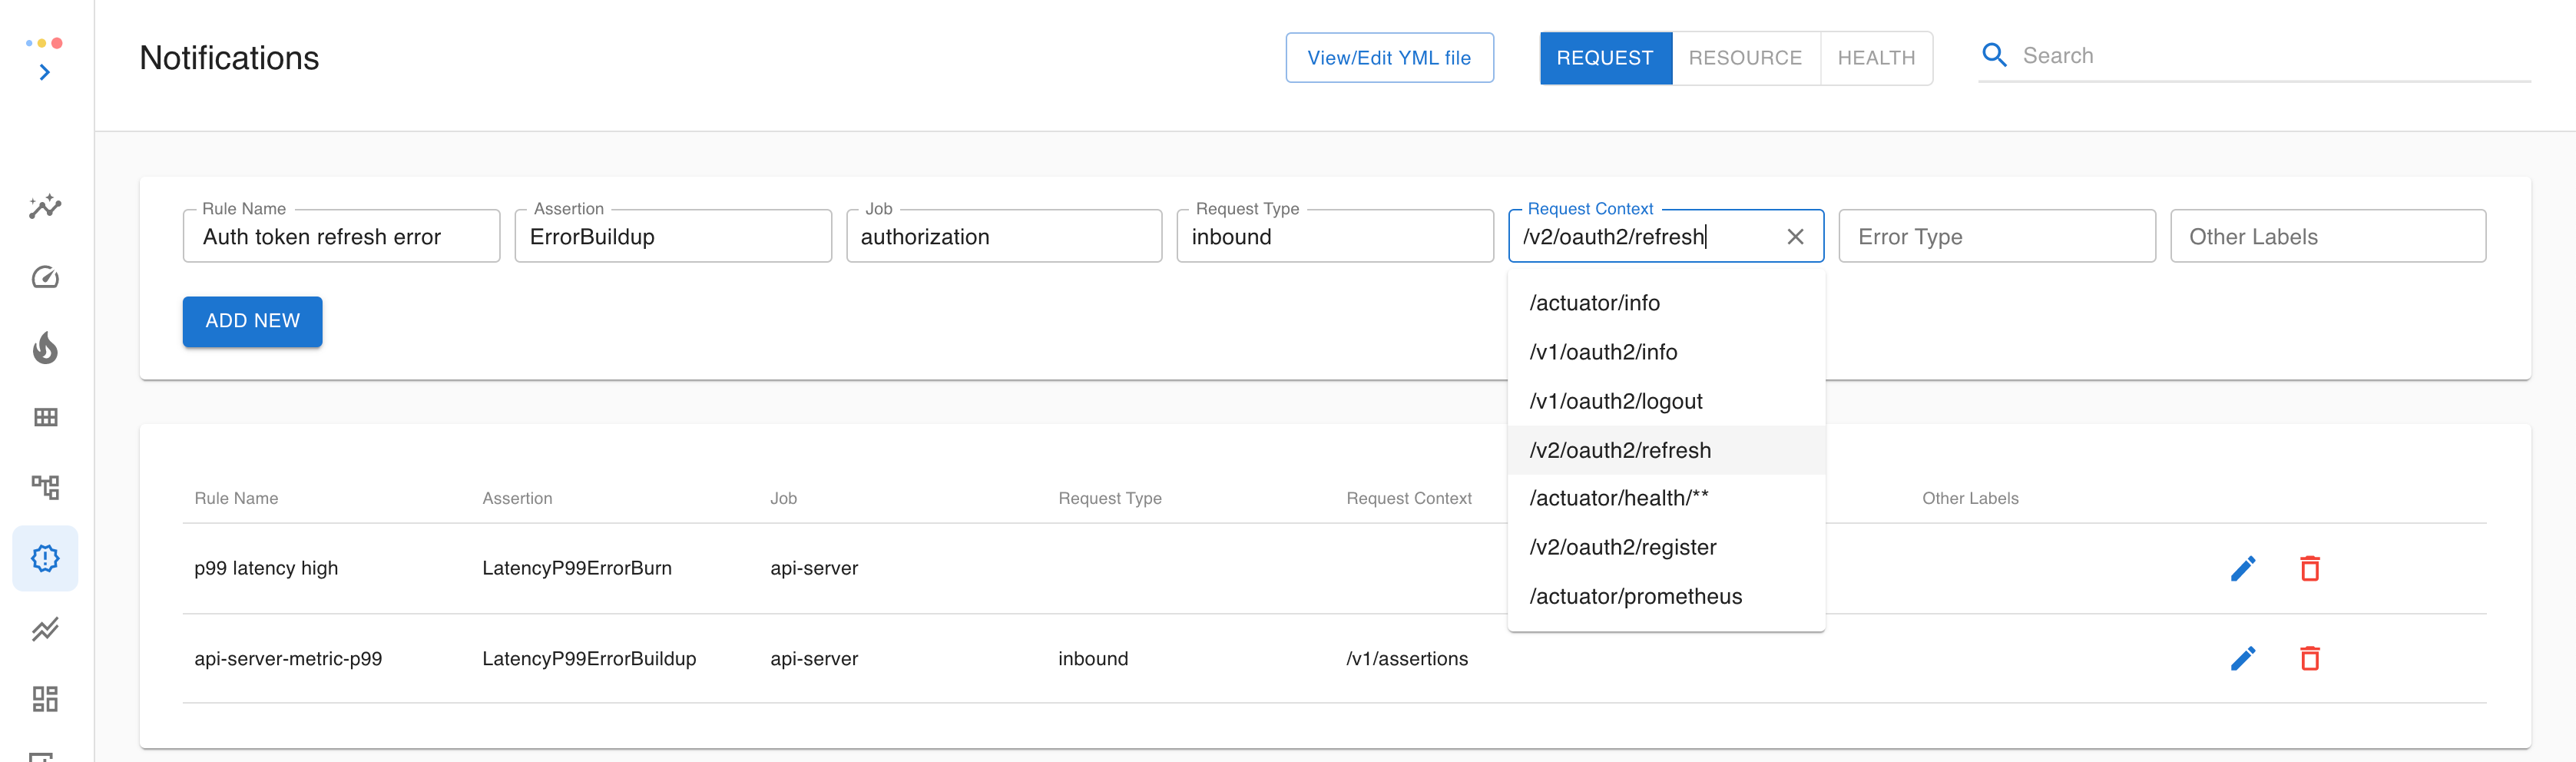 Notifications
View/Edit YML file
REQUEST
RESOURCE
HEALTH
Search
Rule Name
Auth token refresh error
Assertion
ErrorBuildup
Job
authorization
Request Type
inbound
Request Context
/v2/oauth2/refresh
Error Type
Other Labels
ADD NEW
/actuator/info
/v1/oauth2/info
/v1/oauth2/logout
/v2/oauth2/refresh
/actuator/health/**
/v2/oauth2/register
/actuator/prometheus
Rule Name Assertion Job Request Type Request Context Other Labels
p99 latency high LatencyP99ErrorBurn api-server
api-server-metric-p99 LatencyP99ErrorBuildup api-server inbound /v1/assertions